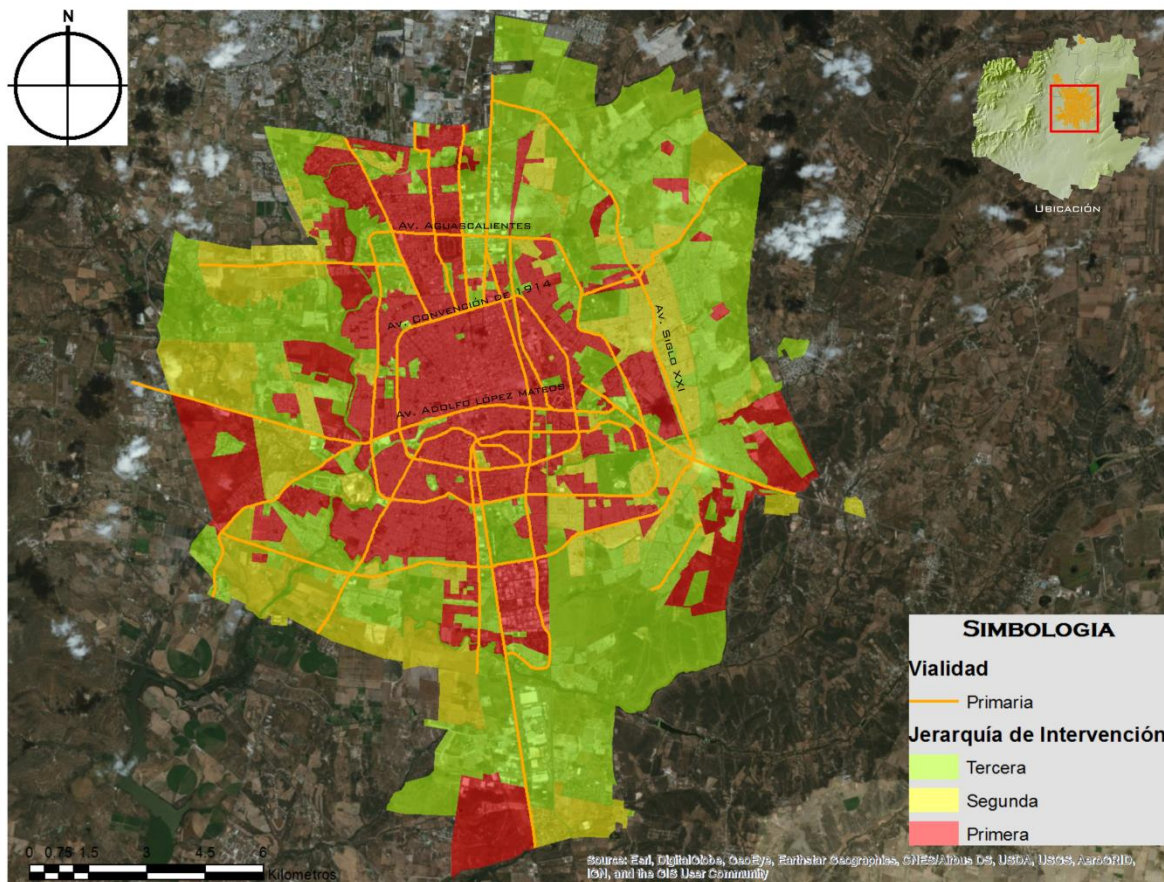 N
UBICACIÓN
AV. AGUASCALIENTES
AV. CONVENCIÓN DE 1914
AV. SIGLO XXI
AV. ADOLFO LÓPEZ MATEOS
SIMBOLOGIA
Vialidad
Primaria
Jerarquía de Intervención
Tercera
Segunda
Primera
0 0.75 1.5 3 4.5 6
Kilometros
Source: Esri, DigitalGlobe, GeoEye, Earthstar Geographics, CNES/Airbus DS, USDA, USGS, AeroGRID,
IGN, and the GIS User Community